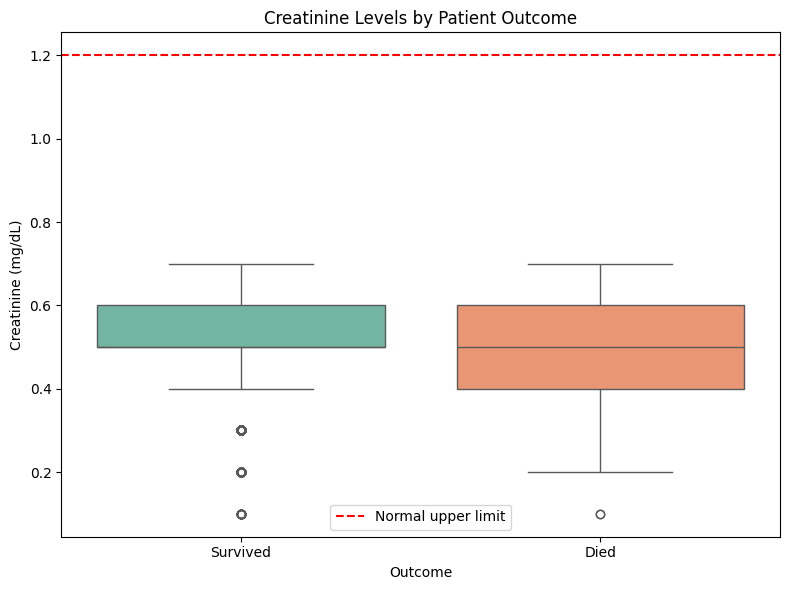 Creatinine Levels by Patient Outcome
Creatinine (mg/dL)
1.2
1.0
0.8
0.6
0.4
0.2
Normal upper limit
Survived
Died
Outcome